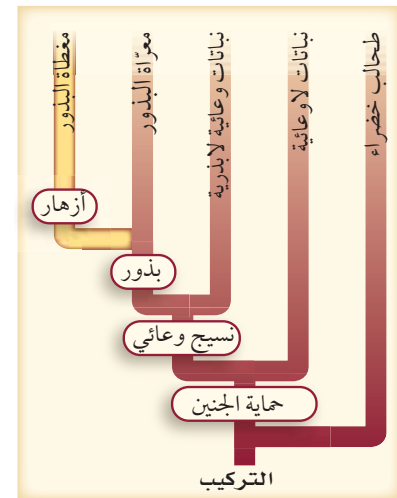 طحالب خضراء
نباتات لاوعائية
نباتات وعائية لابذرية
معرّاة البذور
مغطاة البذور
أزهار
بذور
نسيج وعائي
حماية الجنين
التركيب